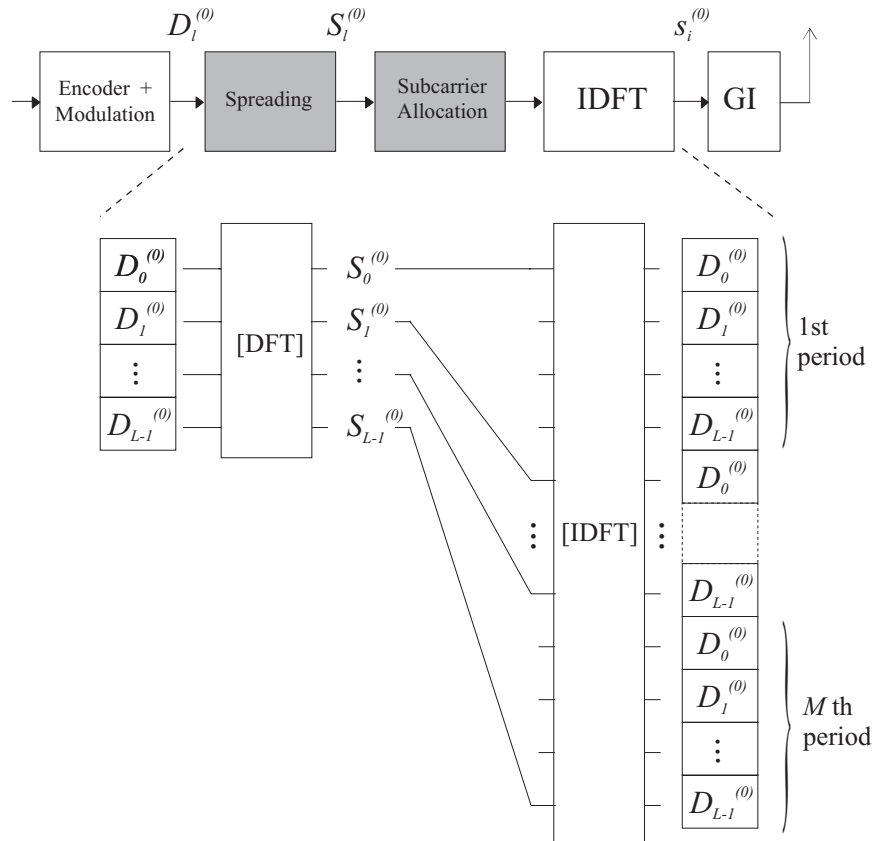 D_l^(0) S_l^(0) s_i^(0)
Encoder +
Modulation
Spreading
Subcarrier
Allocation
IDFT
GI
D_0^(0)
D_1^(0)
⋮
D_L-1^(0)
[DFT]
S_0^(0)
S_1^(0)
⋮
S_L-1^(0)
⋮
[IDFT]
⋮
D_0^(0)
D_1^(0)
⋮
D_L-1^(0)
D_0^(0)
D_L-1^(0)
D_0^(0)
D_1^(0)
⋮
D_L-1^(0)
1st
period
M th
period